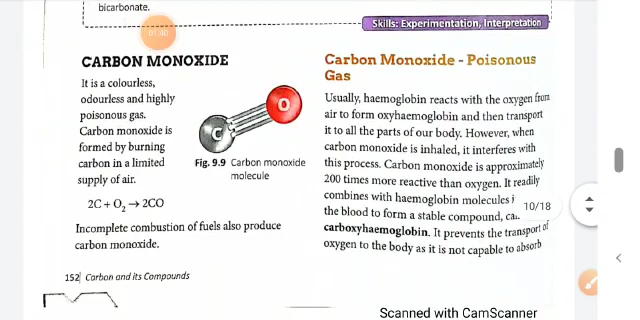 bicarbonate.
01:40
Skills: Experimentation, Interpretation
CARBON MONOXIDE
It is a colourless,
odourless and highly
poisonous gas.
Carbon monoxide is
formed by burning
carbon in a limited
supply of air.
2C + O₂ → 2CO
Incomplete combustion of fuels also produce
carbon monoxide.
C
O
Fig. 9.9 Carbon monoxide
molecule
152 Carbon and its Compounds
Carbon Monoxide - Poisonous
Gas
Usually, haemoglobin reacts with the oxygen from
air to form oxyhaemoglobin and then transport
it to all the parts of our body. However, when
carbon monoxide is inhaled, it interferes with
this process. Carbon monoxide is approximately
200 times more reactive than oxygen. It readily
combines with haemoglobin molecules
10/18
the blood to form a stable compound,
carboxyhaemoglobin. It prevents the transport of
oxygen to the body as it is not capable to absorb
Scanned with CamScanner